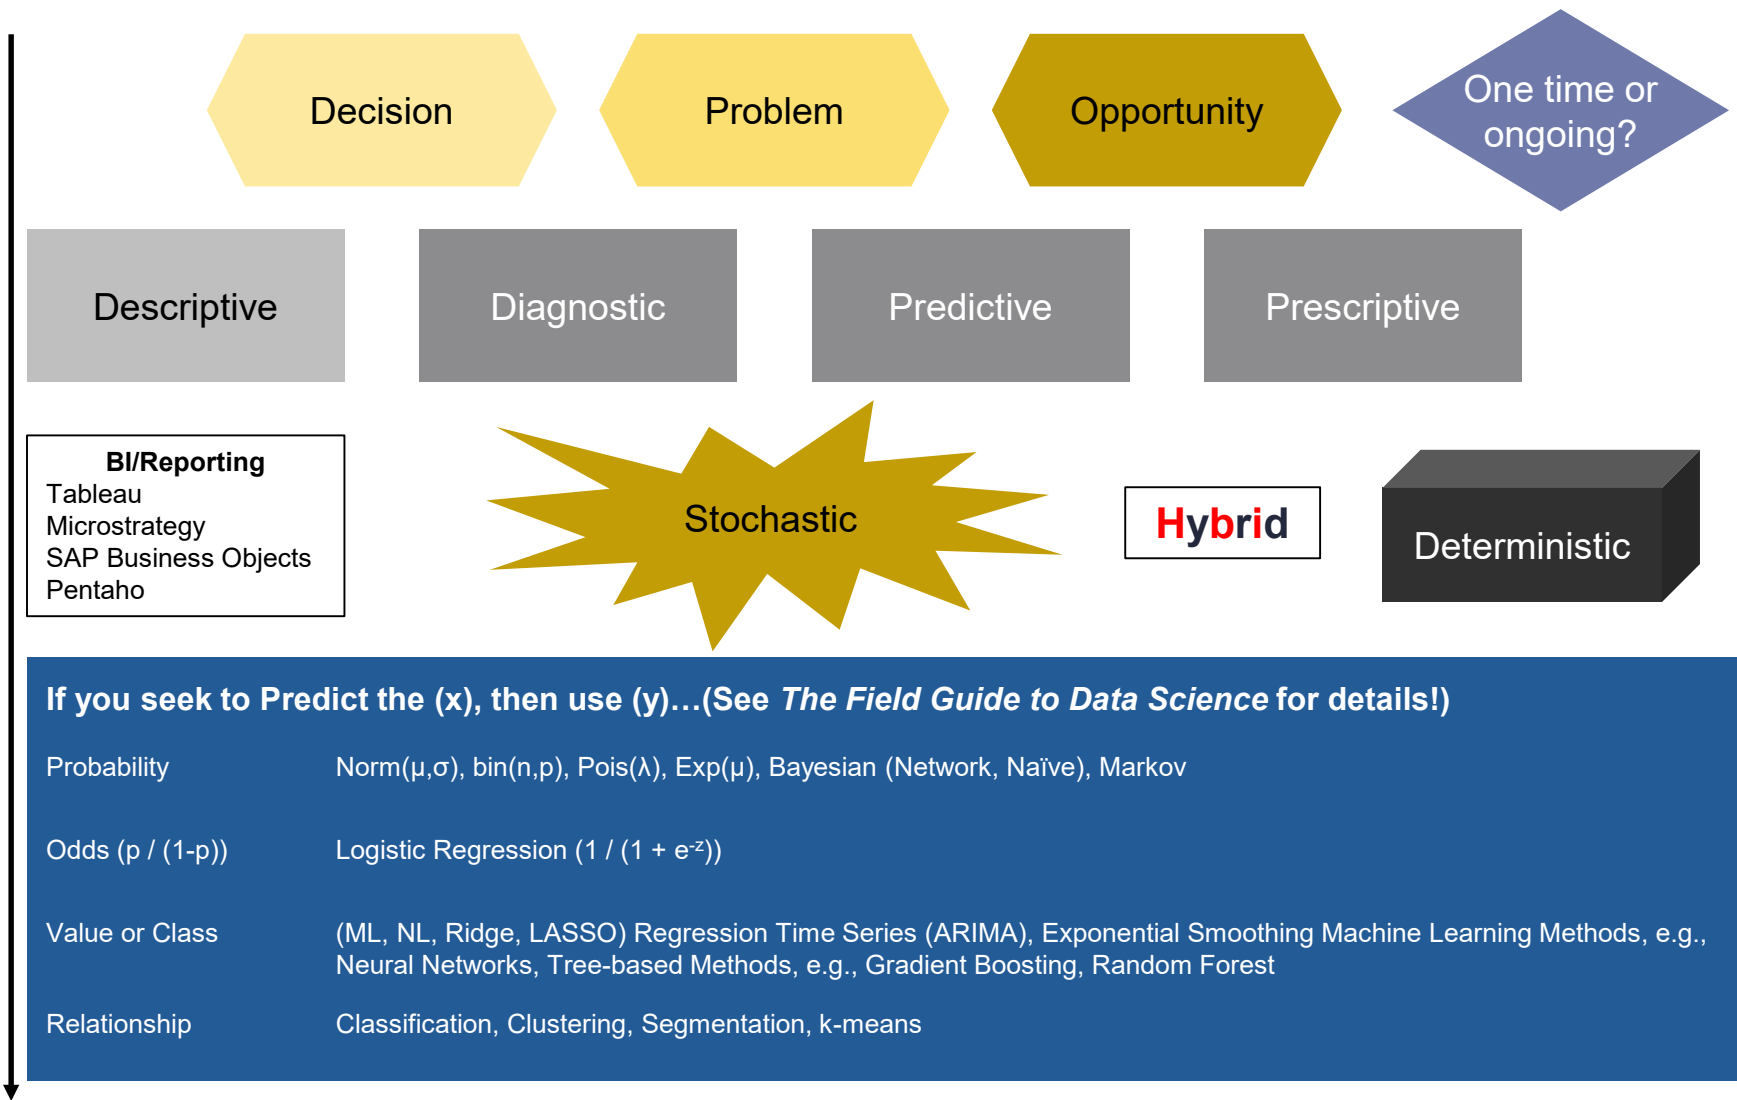 Decision
Problem
Opportunity
One time or
ongoing?
Descriptive
Diagnostic
Predictive
Prescriptive
BI/Reporting
Tableau
Microstrategy
SAP Business Objects
Pentaho
Stochastic
Hybrid
Deterministic
If you seek to Predict the (x), then use (y)…(See The Field Guide to Data Science for details!)
Probability Norm(μ,σ), bin(n,p), Pois(λ), Exp(μ), Bayesian (Network, Naïve), Markov
Odds (p / (1-p)) Logistic Regression (1 / (1 + e⁻ᶻ))
Value or Class (ML, NL, Ridge, LASSO) Regression Time Series (ARIMA), Exponential Smoothing Machine Learning Methods, e.g.,
Neural Networks, Tree-based Methods, e.g., Gradient Boosting, Random Forest
Relationship Classification, Clustering, Segmentation, k-means